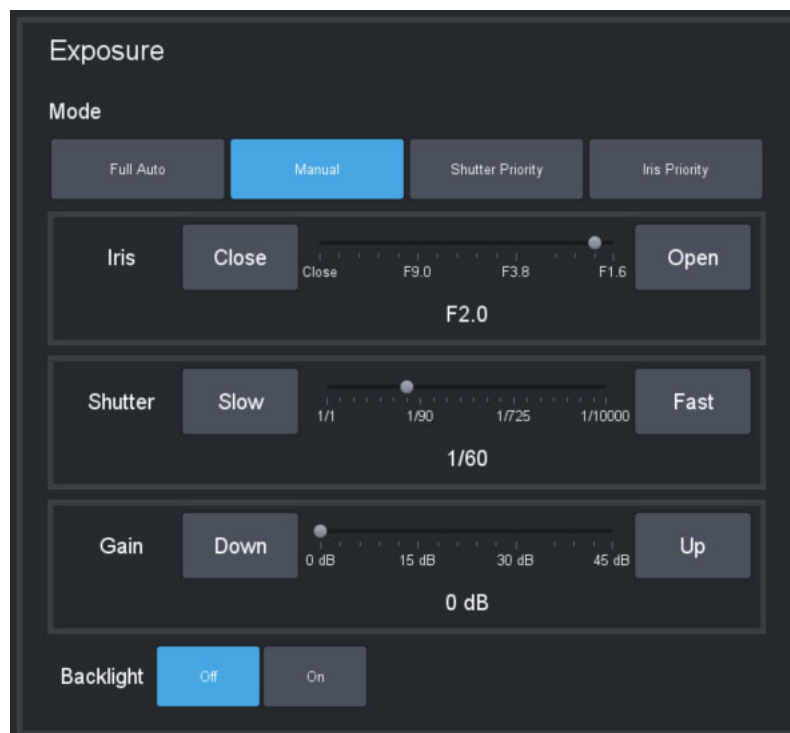 Exposure
Mode
Full Auto Manual Shutter Priority Iris Priority
Iris Close Open
Close F9.0 F3.8 F1.6
F2.0
Shutter Slow Fast
1/1 1/90 1/725 1/10000
1/60
Gain Down Up
0 dB 15 dB 30 dB 45 dB
0 dB
Backlight Off On